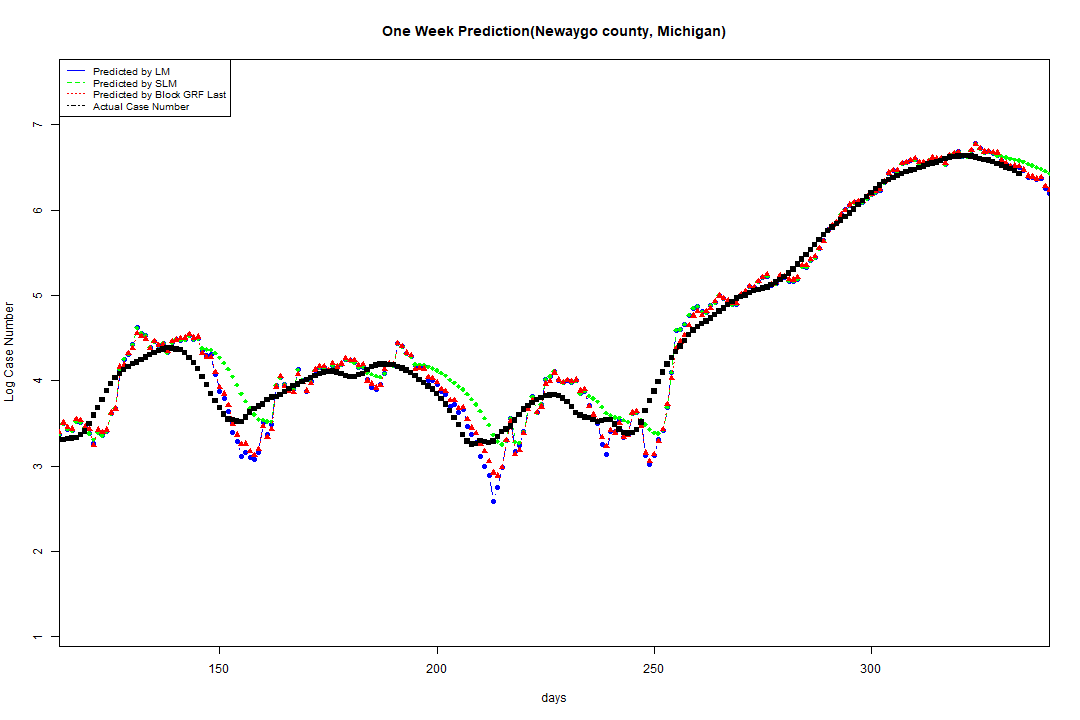 One Week Prediction(Newaygo county, Michigan)
Predicted by LM
Predicted by SLM
Predicted by Block GRF Last
Actual Case Number
7
6
5
4
3
2
1
Log Case Number
150 200 250 300
days